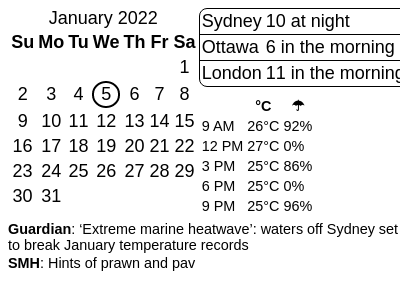 January 2022
Su Mo Tu We Th Fr Sa
1
2 3 4 5 6 7 8
9 10 11 12 13 14 15
16 17 18 19 20 21 22
23 24 25 26 27 28 29
30 31
Sydney 10 at night
Ottawa 6 in the morning
London 11 in the morning
°C ☂
9 AM 26°C 92%
12 PM 27°C 0%
3 PM 25°C 86%
6 PM 25°C 0%
9 PM 25°C 96%
Guardian: ‘Extreme marine heatwave’: waters off Sydney set
to break January temperature records
SMH: Hints of prawn and pav